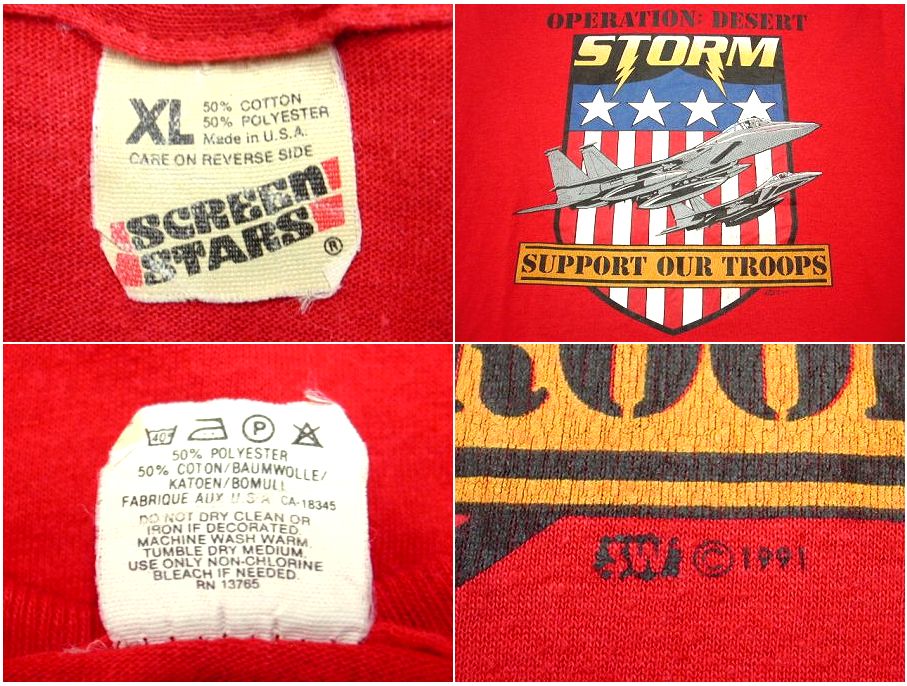 XL
50% COTTON
50% POLYESTER
Made in U.S.A.
CARE ON REVERSE SIDE
SCREEN
STARS ®
OPERATION: DESERT
STORM
SUPPORT OUR TROOPS
40°
P
50% POLYESTER
50% COTON/BAUMWOLLE/
KATOEN/BOMULL
FABRIQUE AUX U.S.A. CA-18345
DO NOT DRY CLEAN OR
IRON IF DECORATED.
MACHINE WASH WARM.
TUMBLE DRY MEDIUM.
USE ONLY NON-CHLORINE
BLEACH IF NEEDED.
RN 13765
© 1991